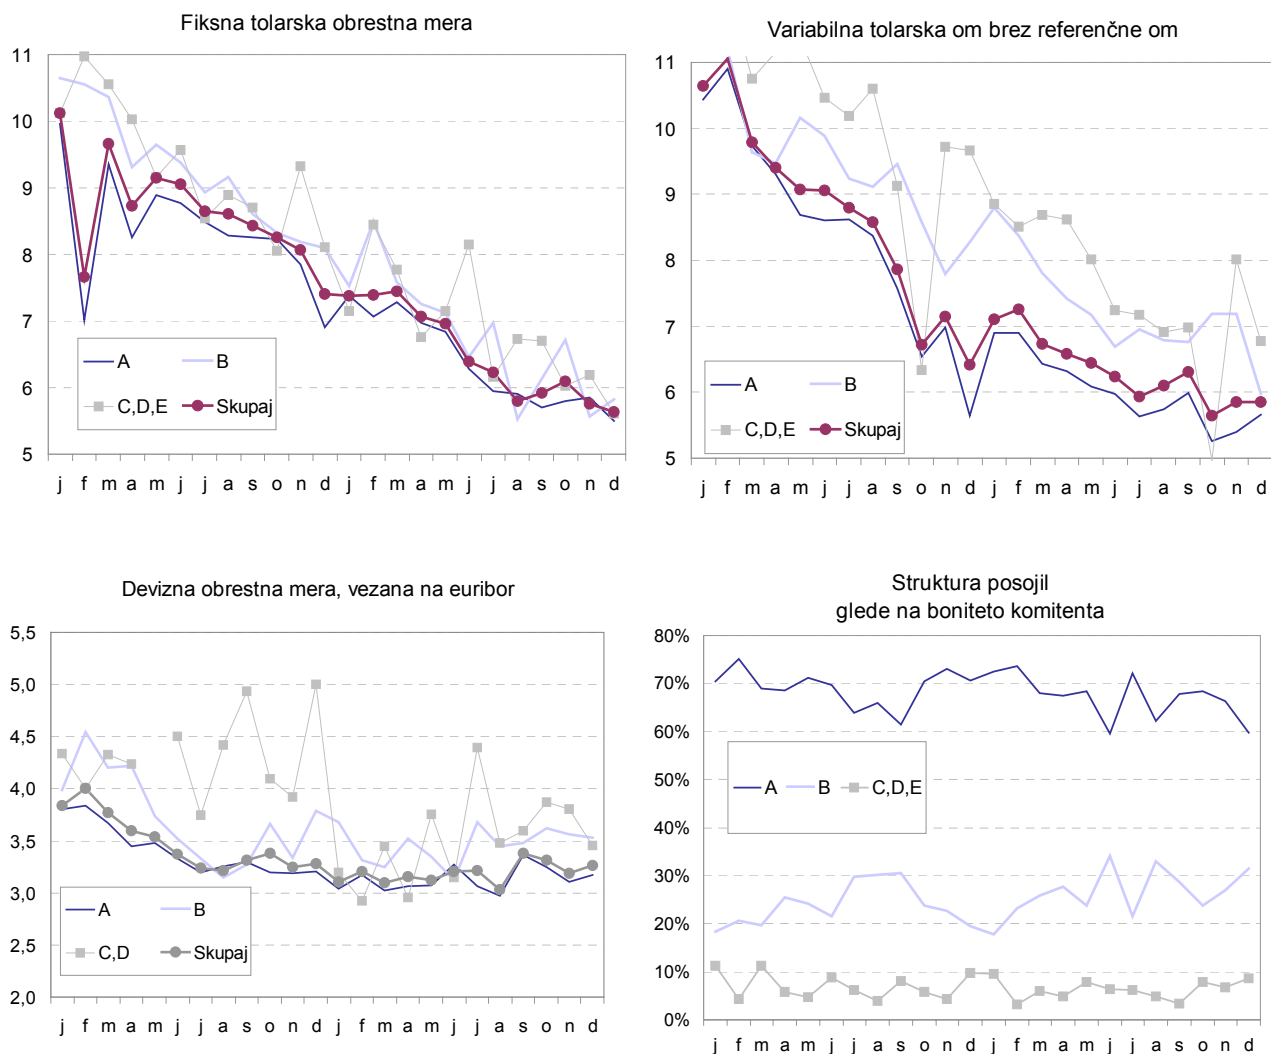 Fiksna tolarska obrestna mera
11
10
9
8
7
6
5
A
B
C,D,E
Skupaj
j f m a m j j a s o n d j f m a m j j a s o n d
Variabilna tolarska om brez referenčne om
11
10
9
8
7
6
5
A
B
C,D,E
Skupaj
j f m a m j j a s o n d j f m a m j j a s o n d
Devizna obrestna mera, vezana na euribor
5,5
5,0
4,5
4,0
3,5
3,0
2,5
2,0
A
B
C,D
Skupaj
j f m a m j j a s o n d j f m a m j j a s o n d
Struktura posojil
glede na boniteto komitenta
80%
70%
60%
50%
40%
30%
20%
10%
0%
A B C,D,E
j f m a m j j a s o n d j f m a m j j a s o n d